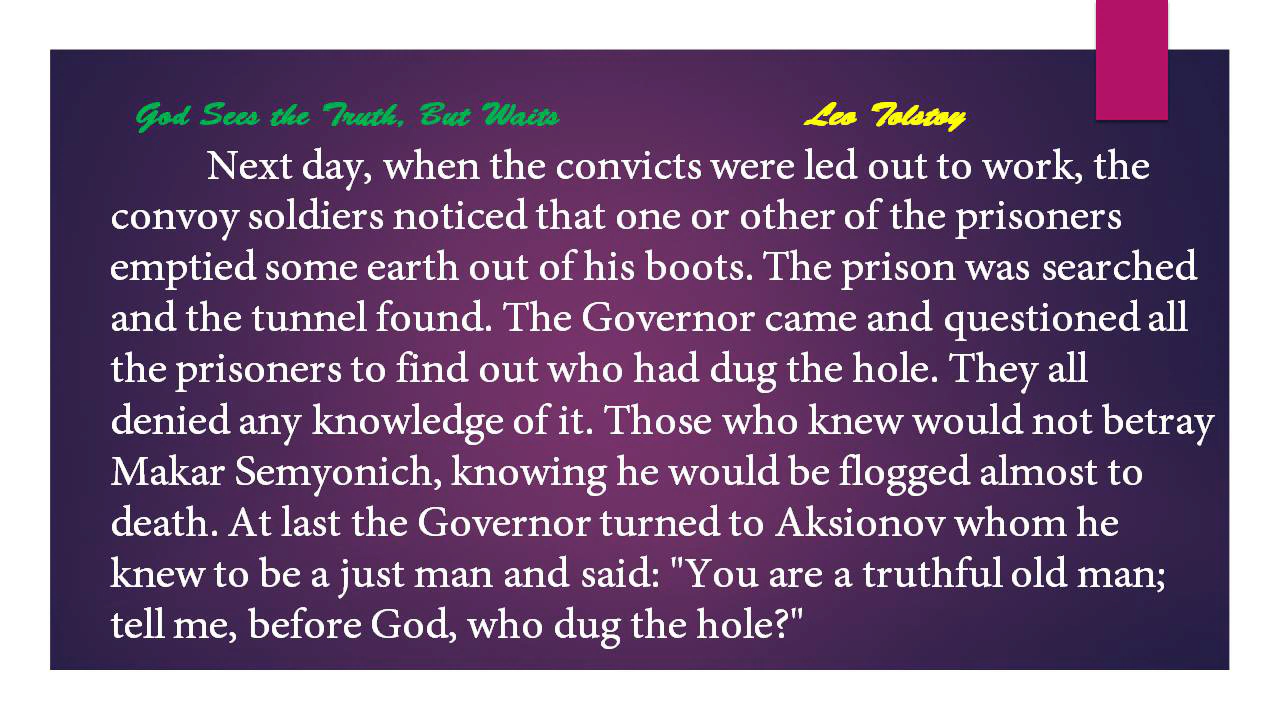 God Sees the Truth, But Waits Leo Tolstoy
Next day, when the convicts were led out to work, the
convoy soldiers noticed that one or other of the prisoners
emptied some earth out of his boots. The prison was searched
and the tunnel found. The Governor came and questioned all
the prisoners to find out who had dug the hole. They all
denied any knowledge of it. Those who knew would not betray
Makar Semyonich, knowing he would be flogged almost to
death. At last the Governor turned to Aksionov whom he
knew to be a just man and said: "You are a truthful old man;
tell me, before God, who dug the hole?"